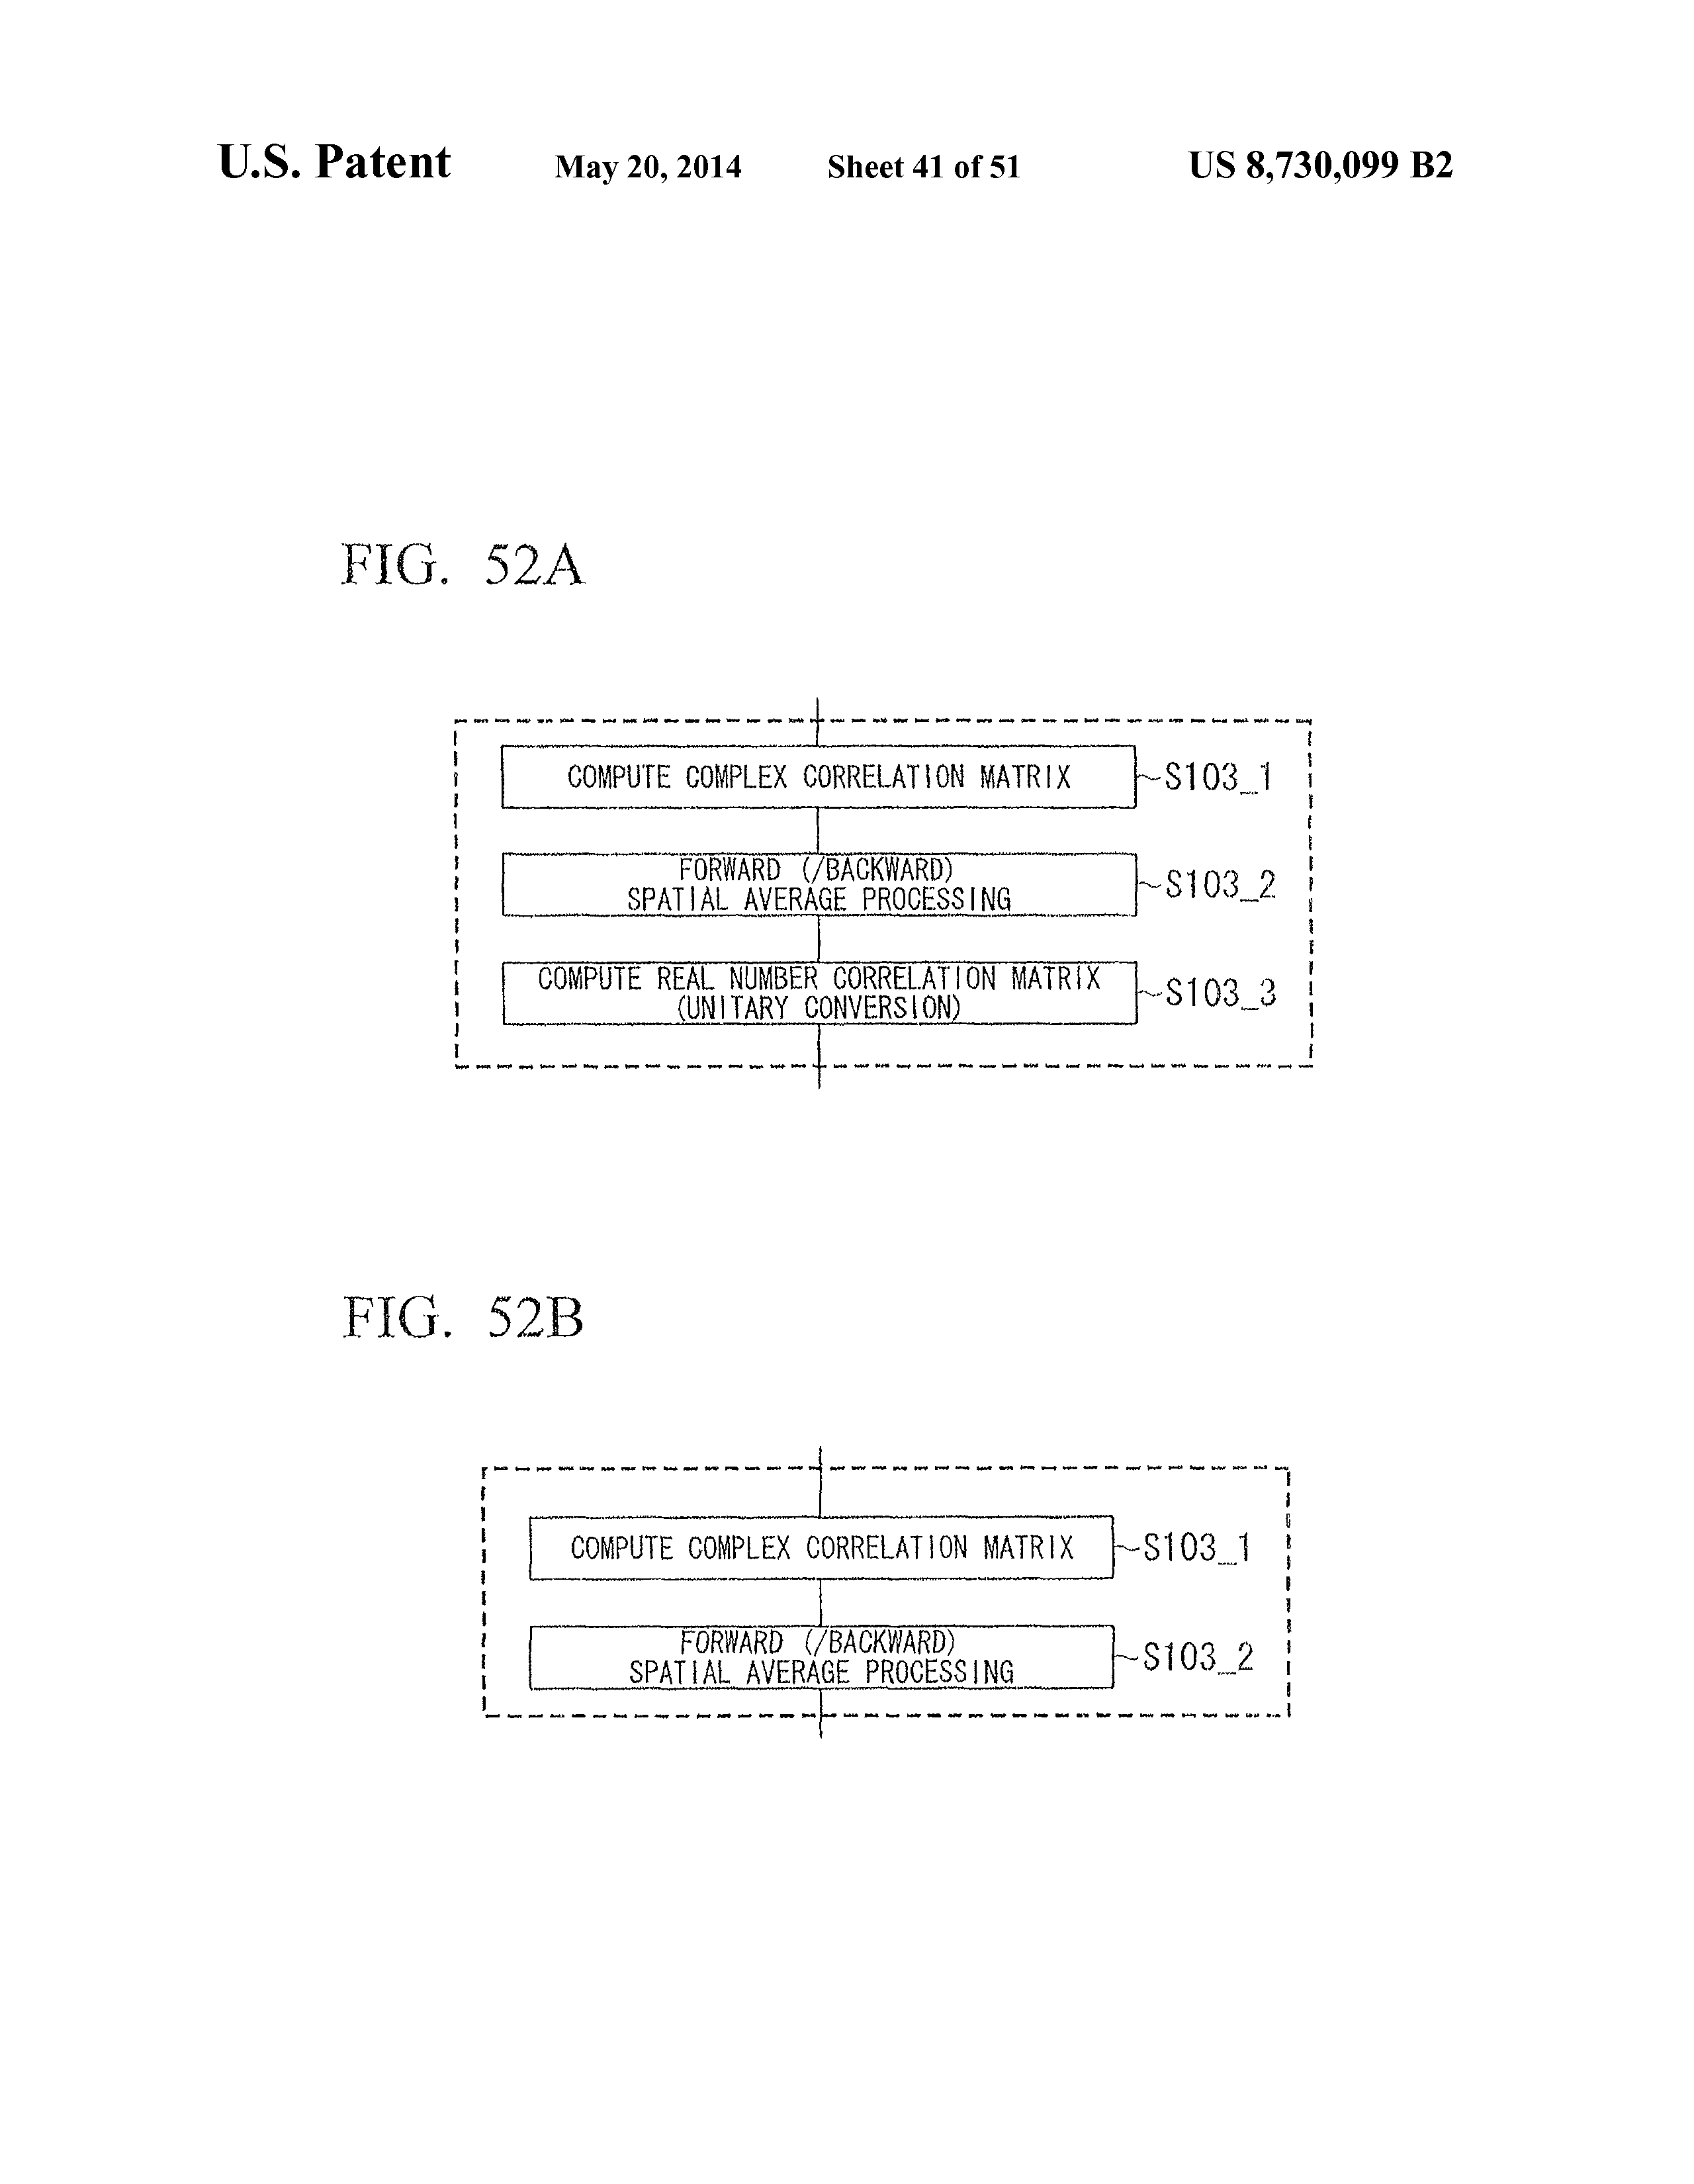 U.S. Patent May 20, 2014 Sheet 41 of 51 US 8,730,099 B2
FIG. 52A
COMPUTE COMPLEX CORRELATION MATRIX S103_1
FORWARD (/BACKWARD)
SPATIAL AVERAGE PROCESSING S103_2
COMPUTE REAL NUMBER CORRELATION MATRIX
(UNITARY CONVERSION) S103_3
FIG. 52B
COMPUTE COMPLEX CORRELATION MATRIX S103_1
FORWARD (/BACKWARD)
SPATIAL AVERAGE PROCESSING S103_2